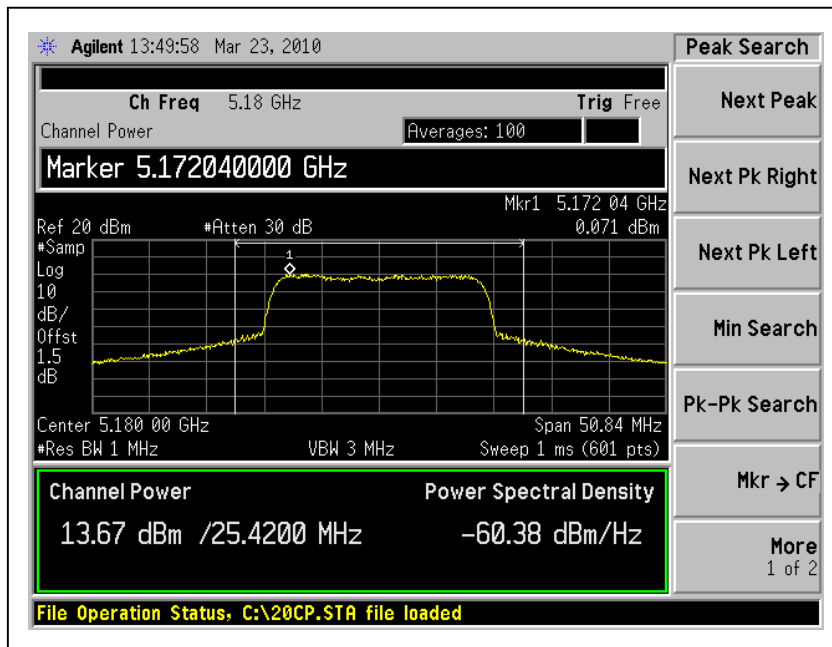 Agilent 13:49:58 Mar 23, 2010
Peak Search
Ch Freq 5.18 GHz Trig Free
Channel Power Averages: 100
Marker 5.172040000 GHz
Mkr1 5.172 04 GHz
Ref 20 dBm #Atten 30 dB 0.071 dBm
#Samp
Log
10
dB/
Offst
1.5
dB
1
Center 5.180 00 GHz Span 50.84 MHz
#Res BW 1 MHz VBW 3 MHz Sweep 1 ms (601 pts)
Channel Power Power Spectral Density
13.67 dBm /25.4200 MHz -60.38 dBm/Hz
File Operation Status, C:\20CP.STA file loaded
Next Peak
Next Pk Right
Next Pk Left
Min Search
Pk-Pk Search
Mkr → CF
More
1 of 2